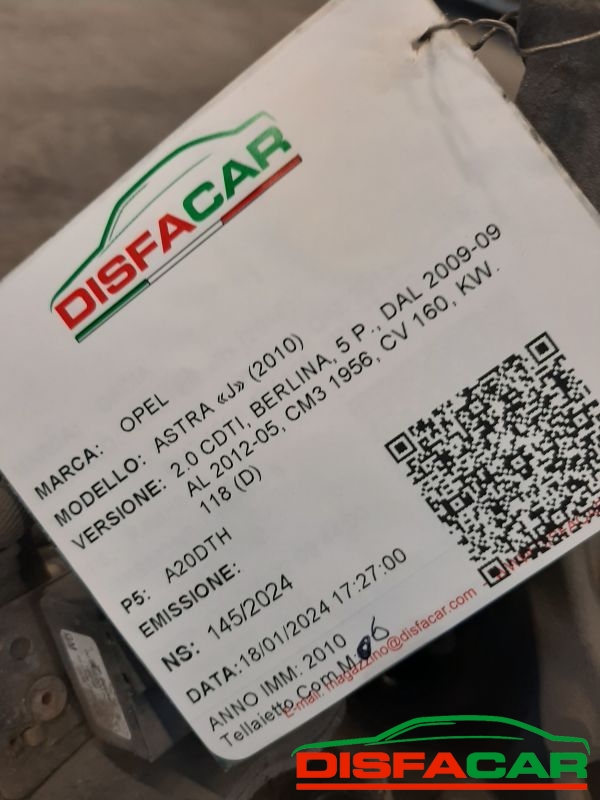 DISFACAR
MARCA: OPEL
MODELLO: ASTRA «J» (2010)
VERSIONE: 2.0 CDTI, BERLINA, 5 P., DAL 2009-09
AL 2012-05, CM3 1956, CV 160, KW.
118 (D)
P5: A20DTH
EMISSIONE:
NS: 145/2024
DATA:18/01/2024 17:27:00
ANNO IMM: 2010
Tellaietto Com M:
E-mail: magazzino@disfacar.com
DISFACAR